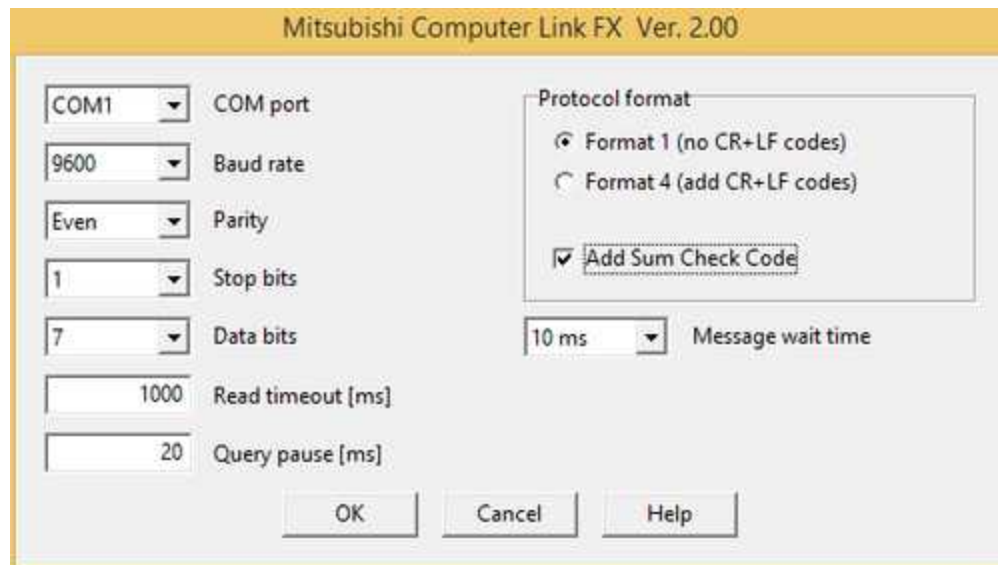 Mitsubishi Computer Link FX Ver. 2.00
COM1 COM port
9600 Baud rate
Even Parity
1 Stop bits
7 Data bits
1000 Read timeout [ms]
20 Query pause [ms]
Protocol format
Format 1 (no CR+LF codes)
Format 4 (add CR+LF codes)
Add Sum Check Code
10 ms Message wait time
OK Cancel Help